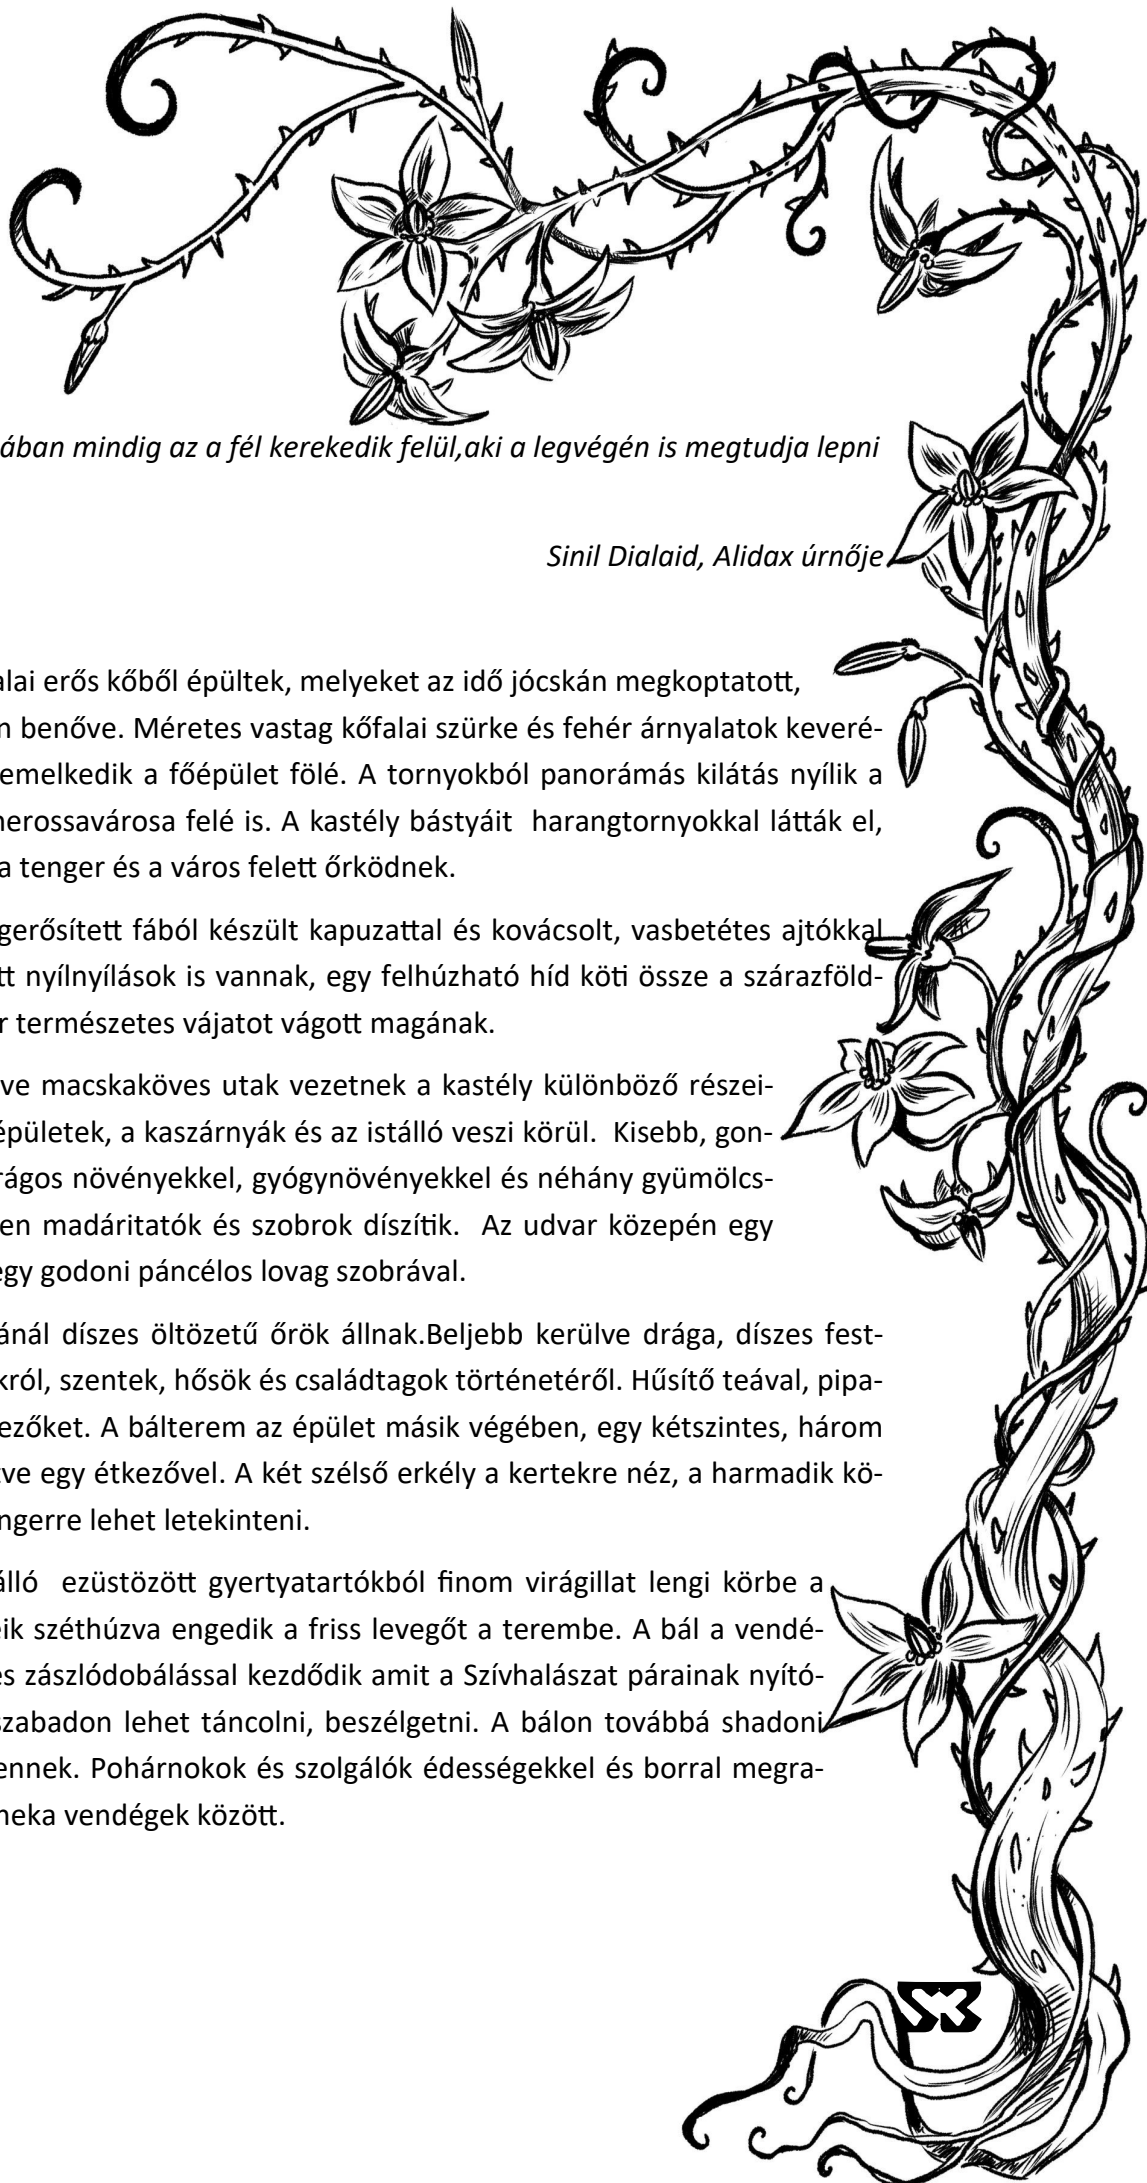 ában mindig az a fél kerekedik felül,aki a legvégén is megtudja lepni
Sinil Dialaid, Alidax úrnője
alai erős kőből épültek, melyeket az idő jócskán megkoptatott,
n benőve. Méretes vastag kőfalai szürke és fehér árnyalatok keveré-
emelkedik a főépület fölé. A tornyokból panorámás kilátás nyílik a
nerossavárosa felé is. A kastély bástyáit  harangtornyokkal látták el,
a tenger és a város felett őrködnek.
gerősített fából készült kapuzattal és kovácsolt, vasbetétes ajtókkal
tt nyílnyílások is vannak, egy felhúzható híd köti össze a szárazföld-
r természetes vájatot vágott magának.
ve macskaköves utak vezetnek a kastély különböző részei-
épületek, a kaszárnyák és az istálló veszi körül.  Kisebb, gon-
rágos növényekkel, gyógynövényekkel és néhány gyümölcs-
en madáritatók és szobrok díszítik.  Az udvar közepén egy
egy godoni páncélos lovag szobrával.
ánál díszes öltözetű őrök állnak.Beljebb kerülve drága, díszes fest-
król, szentek, hősök és családtagok történetéről. Hűsítő teával, pipa-
ezőket. A bálterem az épület másik végében, egy kétszintes, három
tve egy étkezővel. A két szélső erkély a kertekre néz, a harmadik kö-
ngerre lehet letekinteni.
álló  ezüstözött gyertyatartókból finom virágillat lengi körbe a
eik széthúzva engedik a friss levegőt a terembe. A bál a vendé-
es zászlódobálással kezdődik amit a Szívhalászat párainak nyító-
szabadon lehet táncolni, beszélgetni. A bálon továbbá shadoni
ennek. Pohárnokok és szolgálók édességekkel és borral megra-
neka vendégek között.